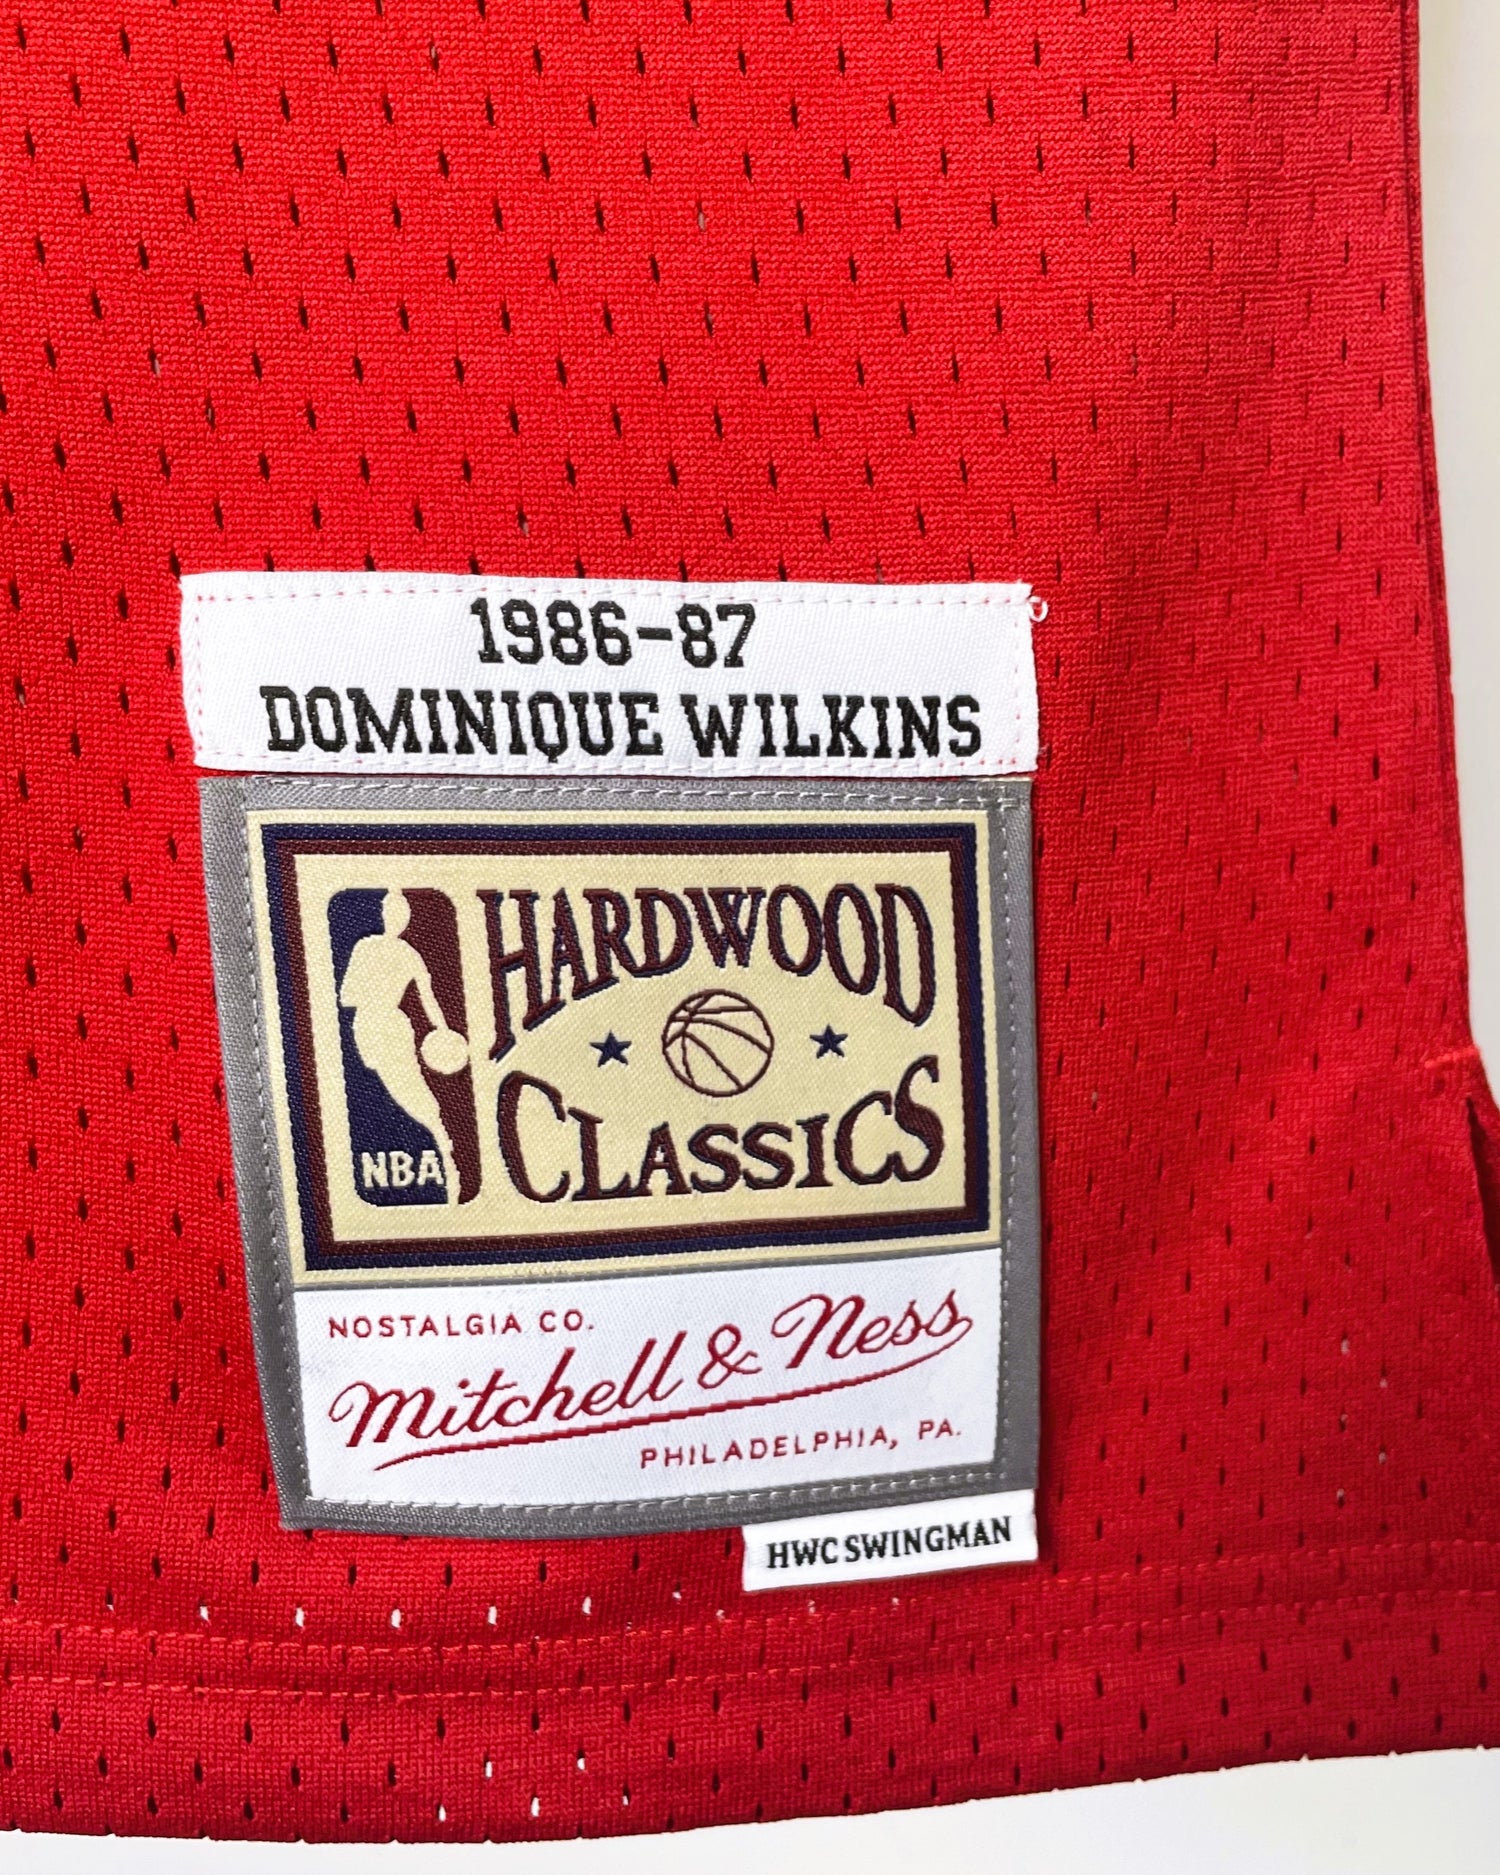 1986-87
DOMINIQUE WILKINS
HARDWOOD
CLASSICS
NBA
NOSTALGIA CO.
Mitchell & Ness
PHILADELPHIA, PA.
HWC SWINGMAN